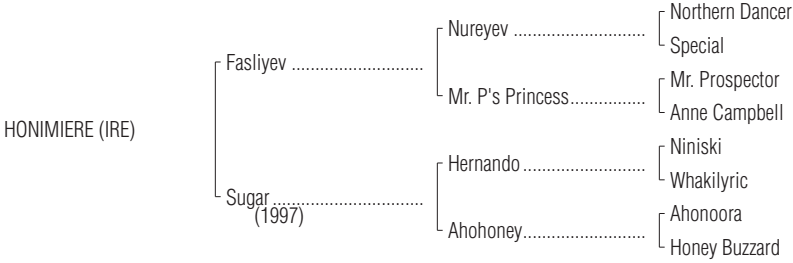 Northern Dancer
Nureyev
Special
Fasliyev
Mr. Prospector
Mr. P's Princess
Anne Campbell
HONIMIERE (IRE)
Niniski
Hernando
Whakilyric
Sugar
(1997)
Ahonoora
Ahohoney
Honey Buzzard